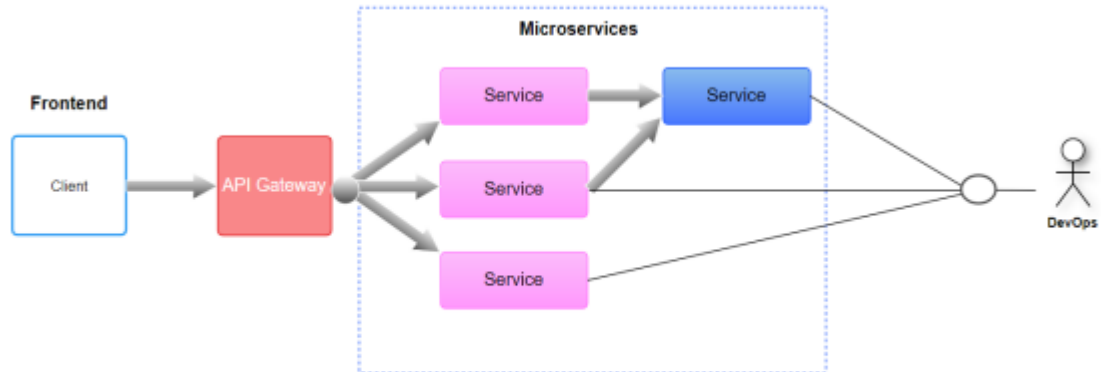 Microservices
Frontend
Client
API Gateway
Service
Service
Service
Service
DevOps